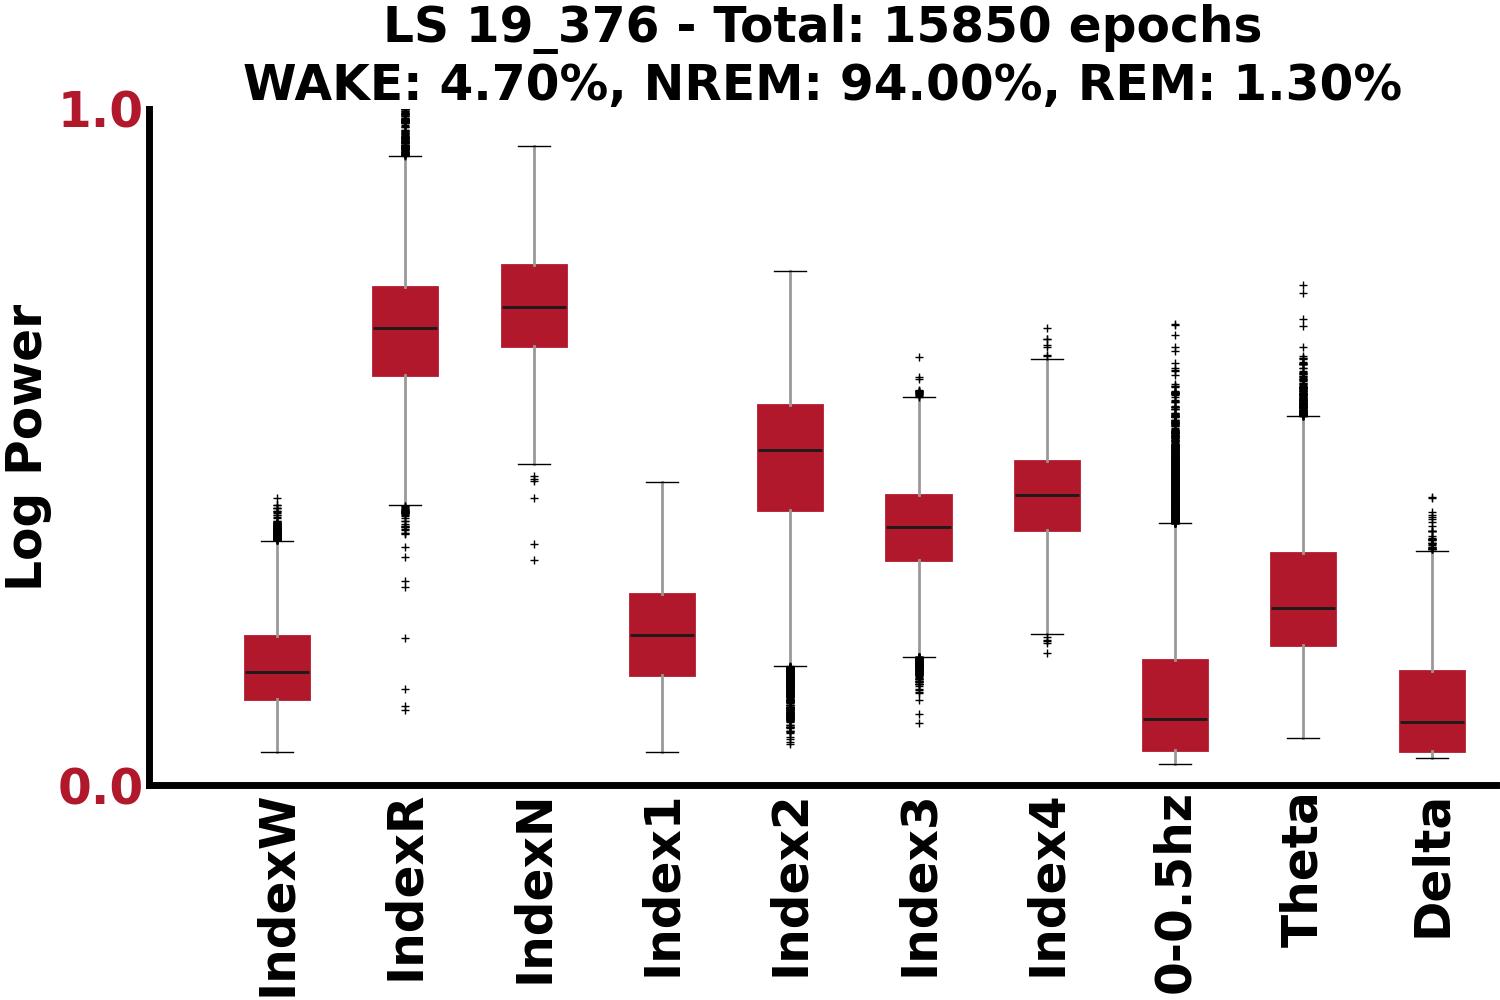 LS 19_376 - Total: 15850 epochs
WAKE: 4.70%, NREM: 94.00%, REM: 1.30%
1.0
Log Power
0.0
IndexW
IndexR
IndexN
Index1
Index2
Index3
Index4
0-0.5hz
Theta
Delta